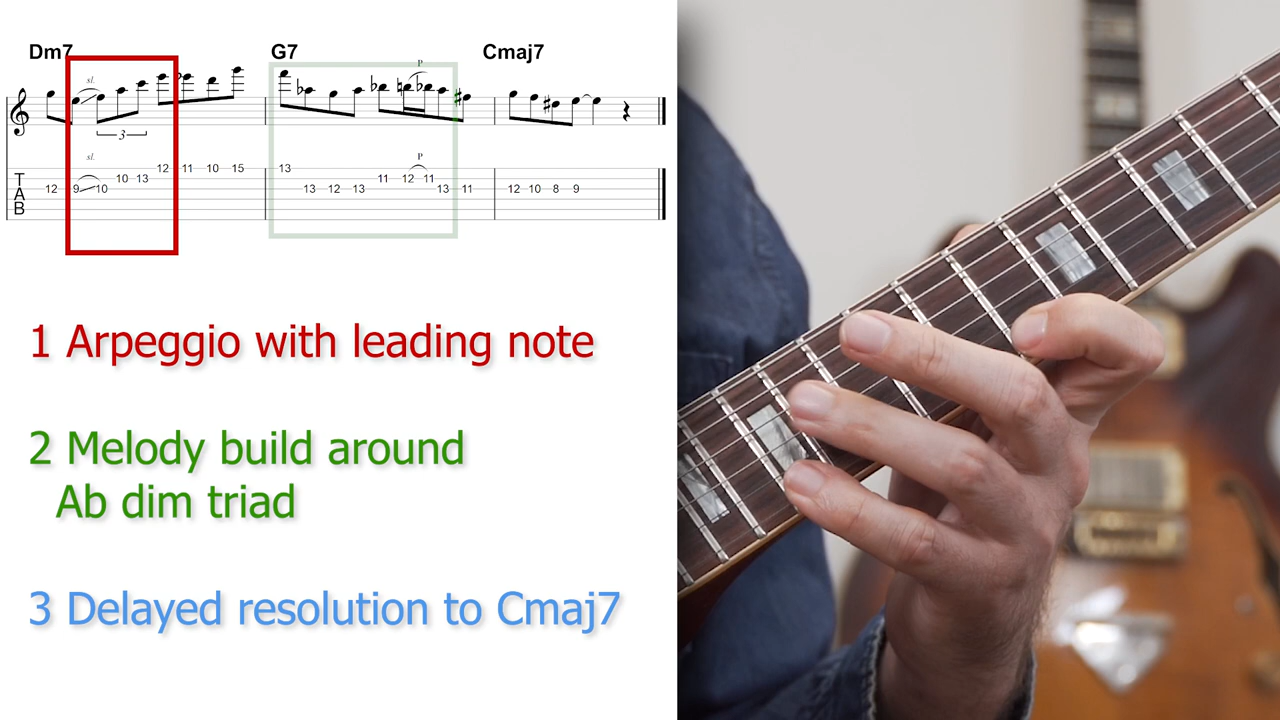 Dm7 G7 Cmaj7
sl. P
3
sl. P
T A B
12 9 10 10 13 12 11 10 15 13 13 12 13 11 12 11 13 11 12 10 8 9
1 Arpeggio with leading note
2 Melody build around
Ab dim triad
3 Delayed resolution to Cmaj7